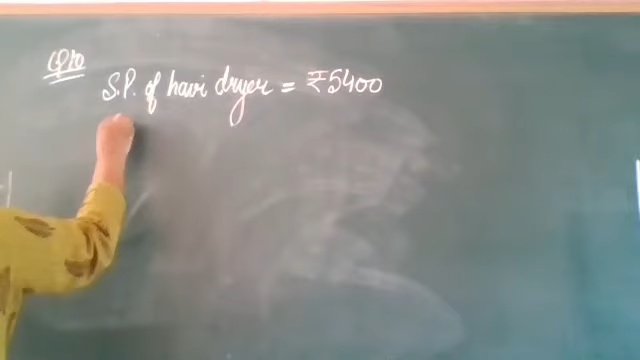 Q10
S.P. of hair dryer = ₹5400